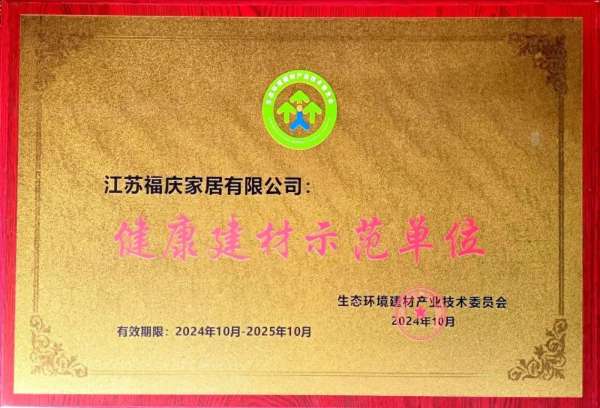 江苏福庆家居有限公司：
健康建材示范单位
生态环境建材产业技术委员会
2024年10月
有效期限：2024年10月-2025年10月